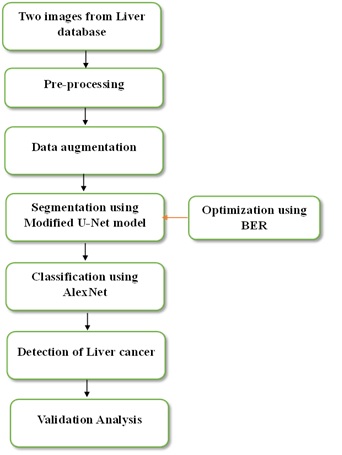 Two images from Liver
database
Pre-processing
Data augmentation
Segmentation using
Modified U-Net model
Optimization using
BER
Classification using
AlexNet
Detection of Liver cancer
Validation Analysis